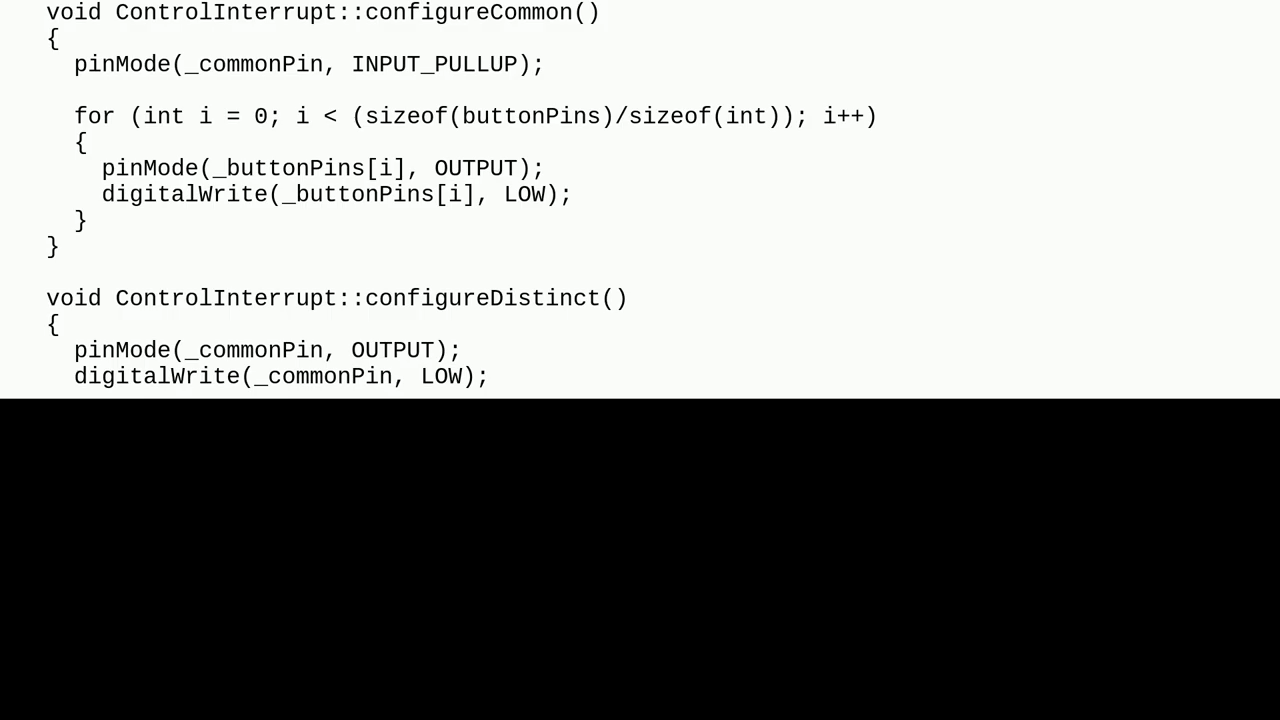 void ControlInterrupt::configureCommon()
{
  pinMode(_commonPin, INPUT_PULLUP);

  for (int i = 0; i < (sizeof(buttonPins)/sizeof(int)); i++)
  {
    pinMode(_buttonPins[i], OUTPUT);
    digitalWrite(_buttonPins[i], LOW);
  }
}

void ControlInterrupt::configureDistinct()
{
  pinMode(_commonPin, OUTPUT);
  digitalWrite(_commonPin, LOW);